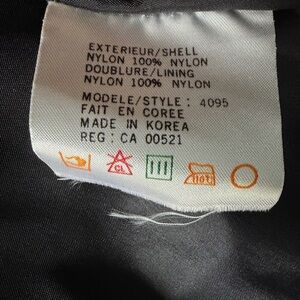 EXTERIEUR/SHELL
NYLON 100% NYLON
DOUBLURE/LINING
NYLON 100% NYLON
MODELE/STYLE: 4095
FAIT EN COREE
MADE IN KOREA
REG: CA 00521
CL